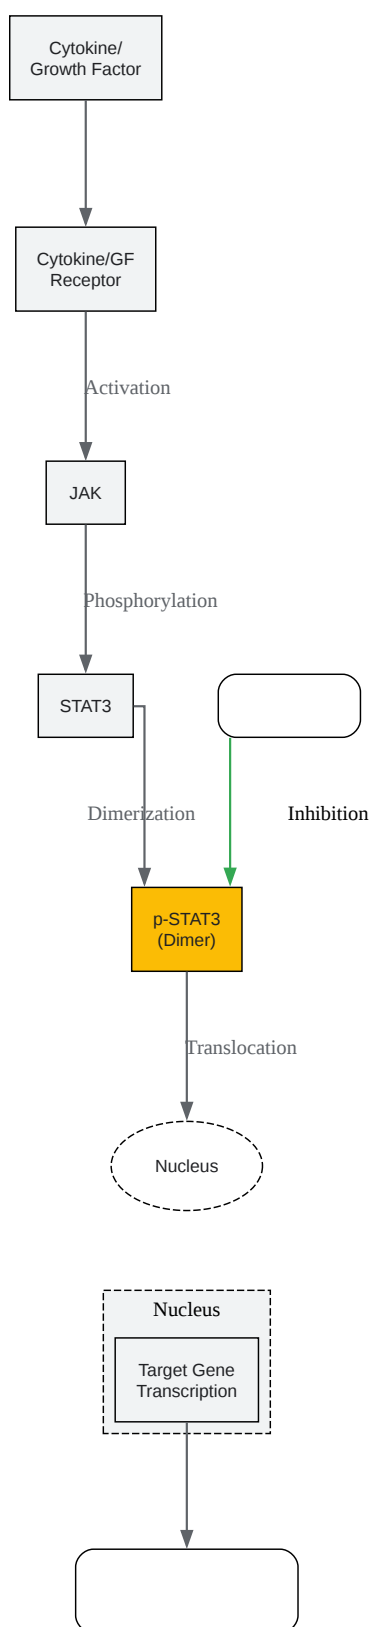 Cytokine/
Growth Factor
Cytokine/GF
Receptor
Activation
JAK
Phosphorylation
STAT3
Dimerization
Inhibition
p-STAT3
(Dimer)
Translocation
Nucleus
Nucleus
Target Gene
Transcription